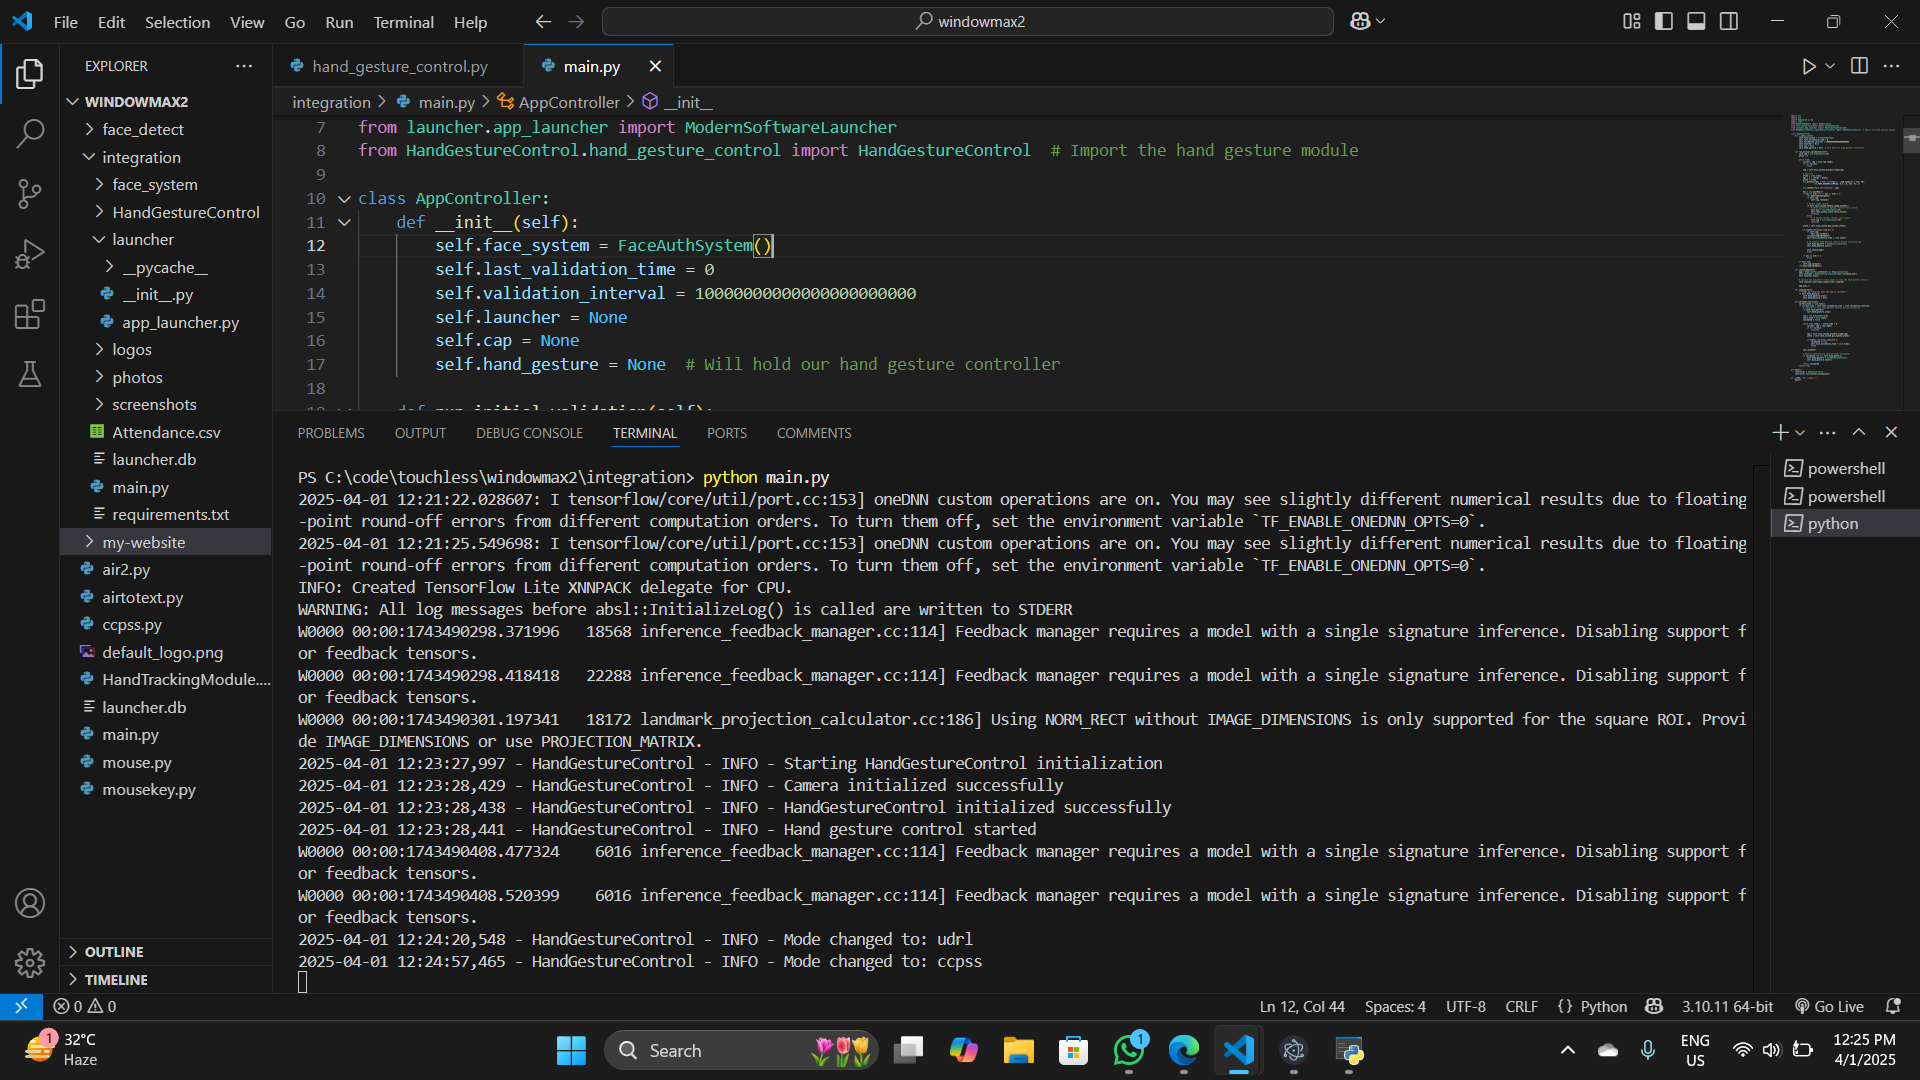 File Edit Selection View Go Run Terminal Help
windowmax2
EXPLORER
WINDOWMAX2
face_detect
integration
face_system
HandGestureControl
launcher
__pycache__
__init__.py
app_launcher.py
logos
photos
screenshots
Attendance.csv
launcher.db
main.py
requirements.txt
my-website
air2.py
airtotext.py
ccpss.py
default_logo.png
HandTrackingModule....
launcher.db
main.py
mouse.py
mousekey.py
OUTLINE
TIMELINE
hand_gesture_control.py main.py
integration > main.py > AppController > __init__
7 from launcher.app_launcher import ModernSoftwareLauncher
8 from HandGestureControl.hand_gesture_control import HandGestureControl # Import the hand gesture module
9
10 class AppController:
11 def __init__(self):
12 self.face_system = FaceAuthSystem()
13 self.last_validation_time = 0
14 self.validation_interval = 10000000000000000000000
15 self.launcher = None
16 self.cap = None
17 self.hand_gesture = None # Will hold our hand gesture controller
18
19 def run_initial_validation(self):
PROBLEMS OUTPUT DEBUG CONSOLE TERMINAL PORTS COMMENTS
powershell
powershell
python
PS C:\code\touchless\windowmax2\integration> python main.py
2025-04-01 12:21:22.028607: I tensorflow/core/util/port.cc:153] oneDNN custom operations are on. You may see slightly different numerical results due to floating
-point round-off errors from different computation orders. To turn them off, set the environment variable `TF_ENABLE_ONEDNN_OPTS=0`.
2025-04-01 12:21:25.549698: I tensorflow/core/util/port.cc:153] oneDNN custom operations are on. You may see slightly different numerical results due to floating
-point round-off errors from different computation orders. To turn them off, set the environment variable `TF_ENABLE_ONEDNN_OPTS=0`.
INFO: Created TensorFlow Lite XNNPACK delegate for CPU.
WARNING: All log messages before absl::InitializeLog() is called are written to STDERR
W0000 00:00:1743490298.371996 18568 inference_feedback_manager.cc:114] Feedback manager requires a model with a single signature inference. Disabling support f
or feedback tensors.
W0000 00:00:1743490298.418418 22288 inference_feedback_manager.cc:114] Feedback manager requires a model with a single signature inference. Disabling support f
or feedback tensors.
W0000 00:00:1743490301.197341 18172 landmark_projection_calculator.cc:186] Using NORM_RECT without IMAGE_DIMENSIONS is only supported for the square ROI. Provi
de IMAGE_DIMENSIONS or use PROJECTION_MATRIX.
2025-04-01 12:23:27,997 - HandGestureControl - INFO - Starting HandGestureControl initialization
2025-04-01 12:23:28,429 - HandGestureControl - INFO - Camera initialized successfully
2025-04-01 12:23:28,438 - HandGestureControl - INFO - HandGestureControl initialized successfully
2025-04-01 12:23:28,441 - HandGestureControl - INFO - Hand gesture control started
W0000 00:00:1743490408.477324 6016 inference_feedback_manager.cc:114] Feedback manager requires a model with a single signature inference. Disabling support f
or feedback tensors.
W0000 00:00:1743490408.520399 6016 inference_feedback_manager.cc:114] Feedback manager requires a model with a single signature inference. Disabling support f
or feedback tensors.
2025-04-01 12:24:20,548 - HandGestureControl - INFO - Mode changed to: udrl
2025-04-01 12:24:57,465 - HandGestureControl - INFO - Mode changed to: ccpss
0 0 Ln 12, Col 44 Spaces: 4 UTF-8 CRLF {} Python 3.10.11 64-bit Go Live
1 32°C
Haze
Search
1
ENG
US
12:25 PM
4/1/2025